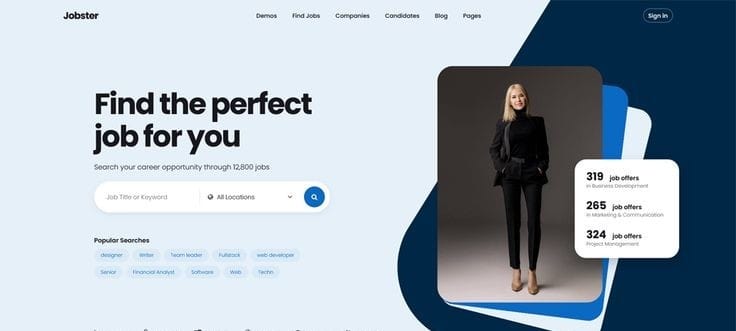 Jobster
Demos Find Jobs Companies Candidates Blog Pages
Sign in
Find the perfect
job for you
Search your career opportunity through 12,800 jobs
Job Title or Keyword
All Locations
Popular Searches
designer Writer Team leader Fullstack web developer
Senior Financial Analyst Software Web Techn
319 job offers
in Business Development
265 job offers
in Marketing & Communication
324 job offers
Project Management